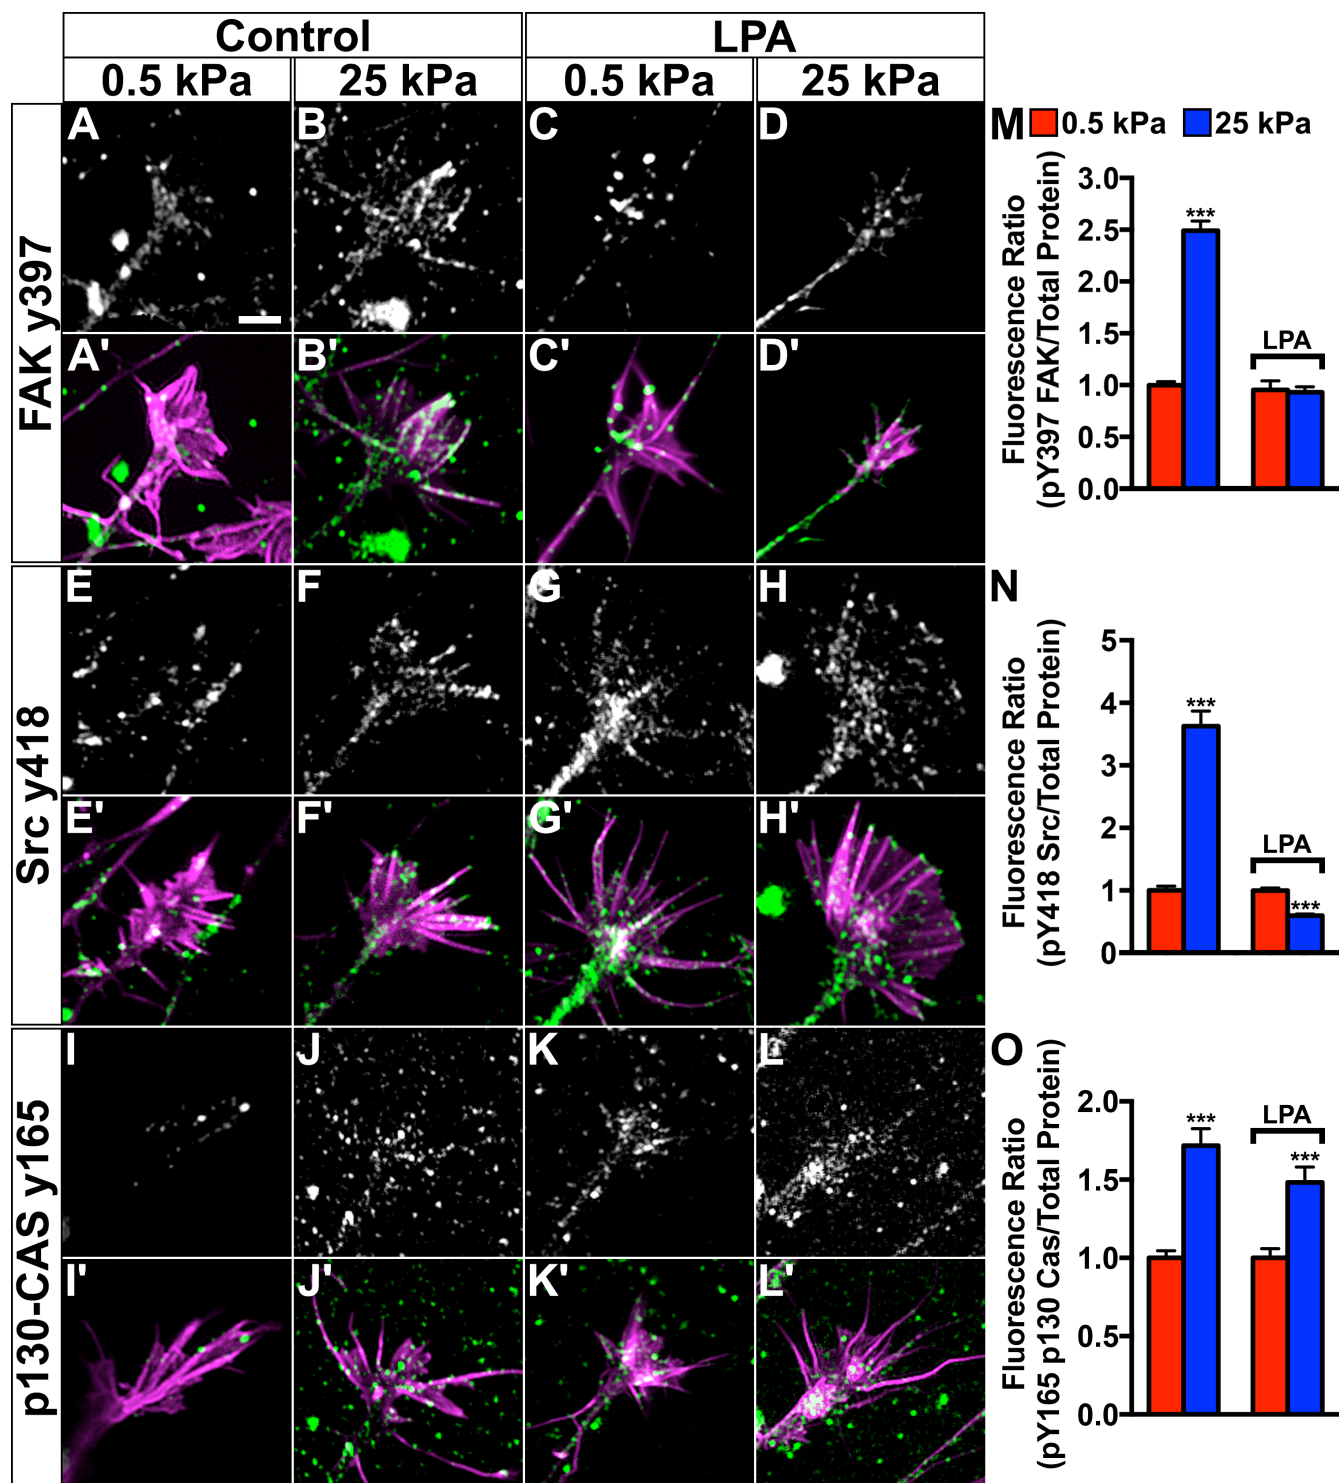 Control LPA
0.5 kPa 25 kPa 0.5 kPa 25 kPa
FAK y397
A B C D
A' B' C' D'
Src y418
E F G H
E' F' G' H'
p130-CAS y165
I J K L
I' J' K' L'
M 0.5 kPa 25 kPa
Fluorescence Ratio
(pY397 FAK/Total Protein)
3.0
2.5
2.0
1.5
1.0
0.5
0.0
***
LPA
N
Fluorescence Ratio
(pY418 Src/Total Protein)
5
4
3
2
1
0
***
LPA
***
O
Fluorescence Ratio
(pY165 p130 Cas/Total Protein)
2.0
1.5
1.0
0.5
0.0
***
LPA
***